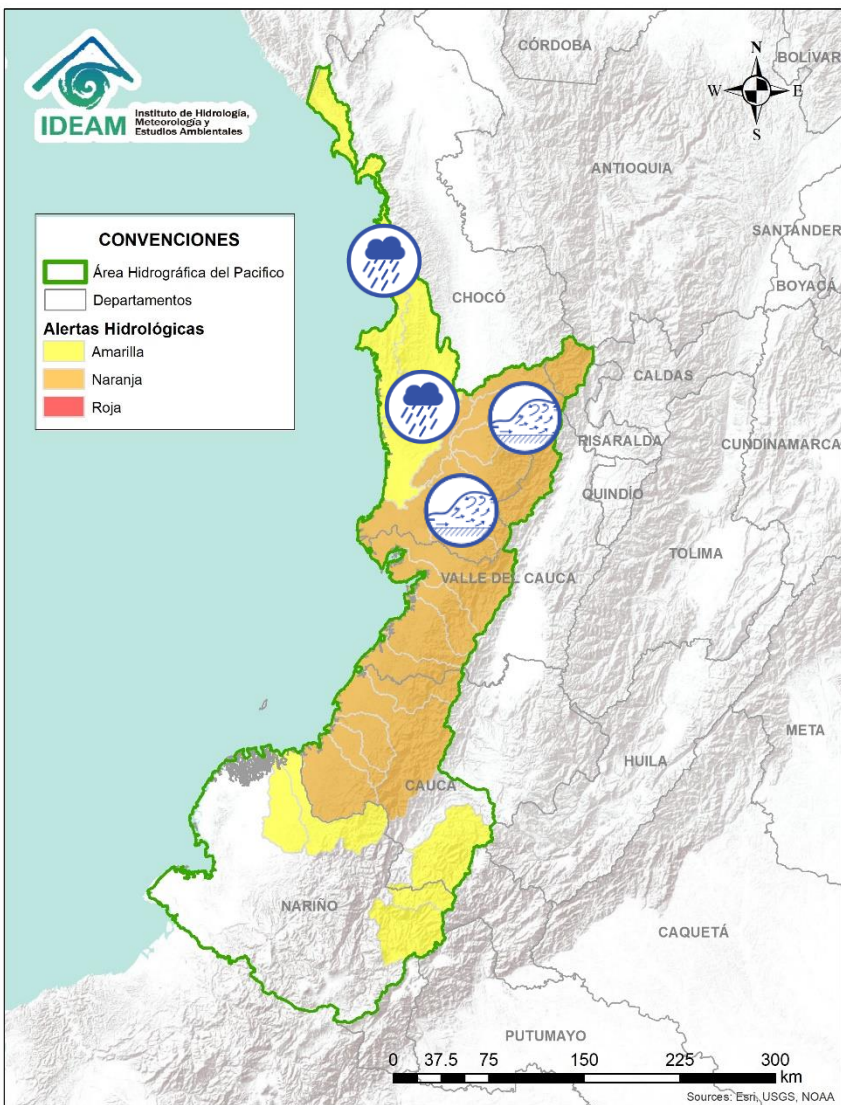 IDEAM
Instituto de Hidrología,
Meteorología y
Estudios Ambientales
CÓRDOBA
BOLÍVAR
N
W
E
S
ANTIOQUIA
SANTÁNDER
BOYACÁ
CHOCÓ
CONVENCIONES
Área Hidrográfica del Pacifico
Departamentos
Alertas Hidrológicas
Amarilla
Naranja
Roja
CALDAS
RISARALDA
CUNDINAMARCA
QUINDÍO
TOLIMA
VALLE DEL CAUCA
META
HUILA
CAUCA
NARIÑO
CAQUETÁ
PUTUMAYO
0 37.5 75 150 225 300
km
Sources: Esri, USGS, NOAA